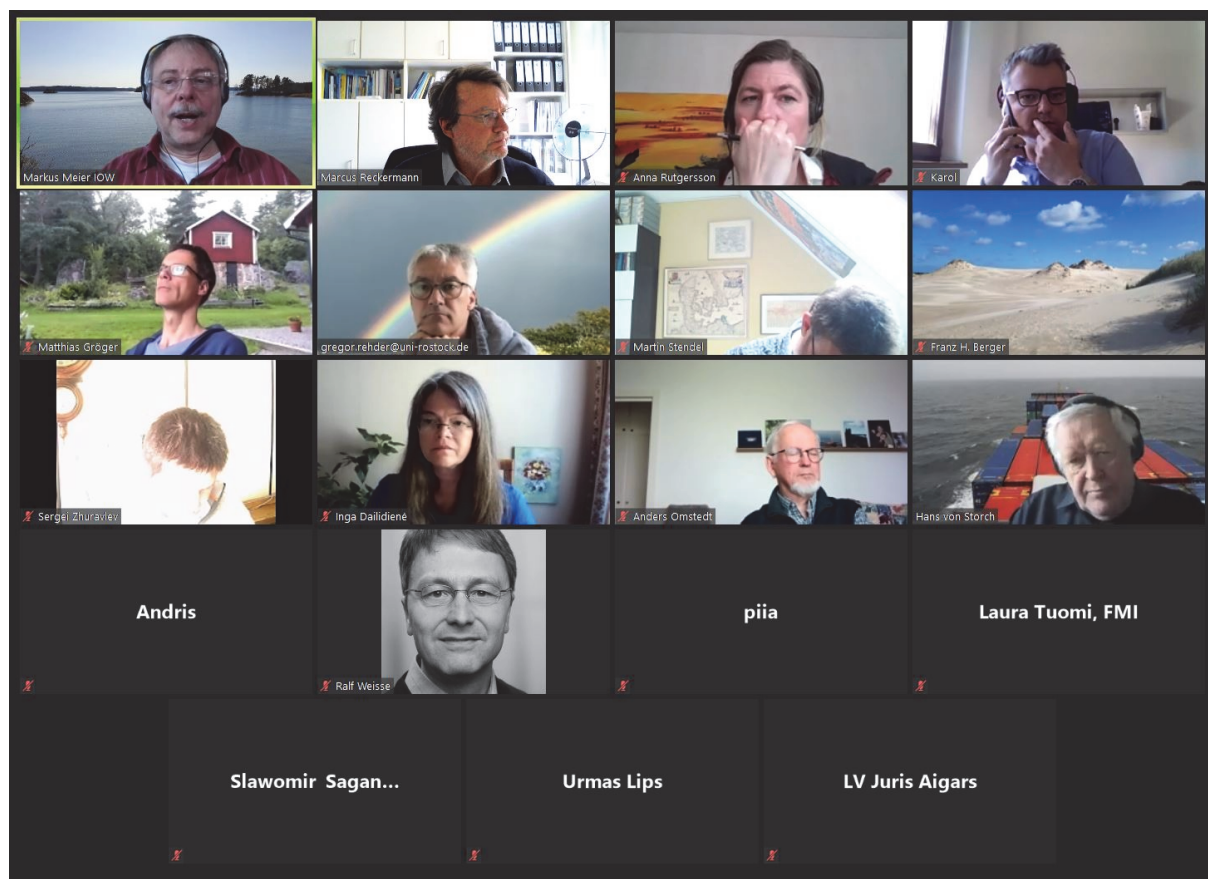 Markus Meier IOW
Marcus Reckermann
Anna Rutgersson
Karol
Matthias Gröger
gregor.rehder@uni-rostock.de
Martin Stendel
Franz H. Berger
Sergei Zhuravlev
Inga Dailidienė
Anders Omstedt
Hans von Storch
Andris
Ralf Weisse
piia
Laura Tuomi, FMI
Slawomir Sagan...
Urmas Lips
LV Juris Aigars